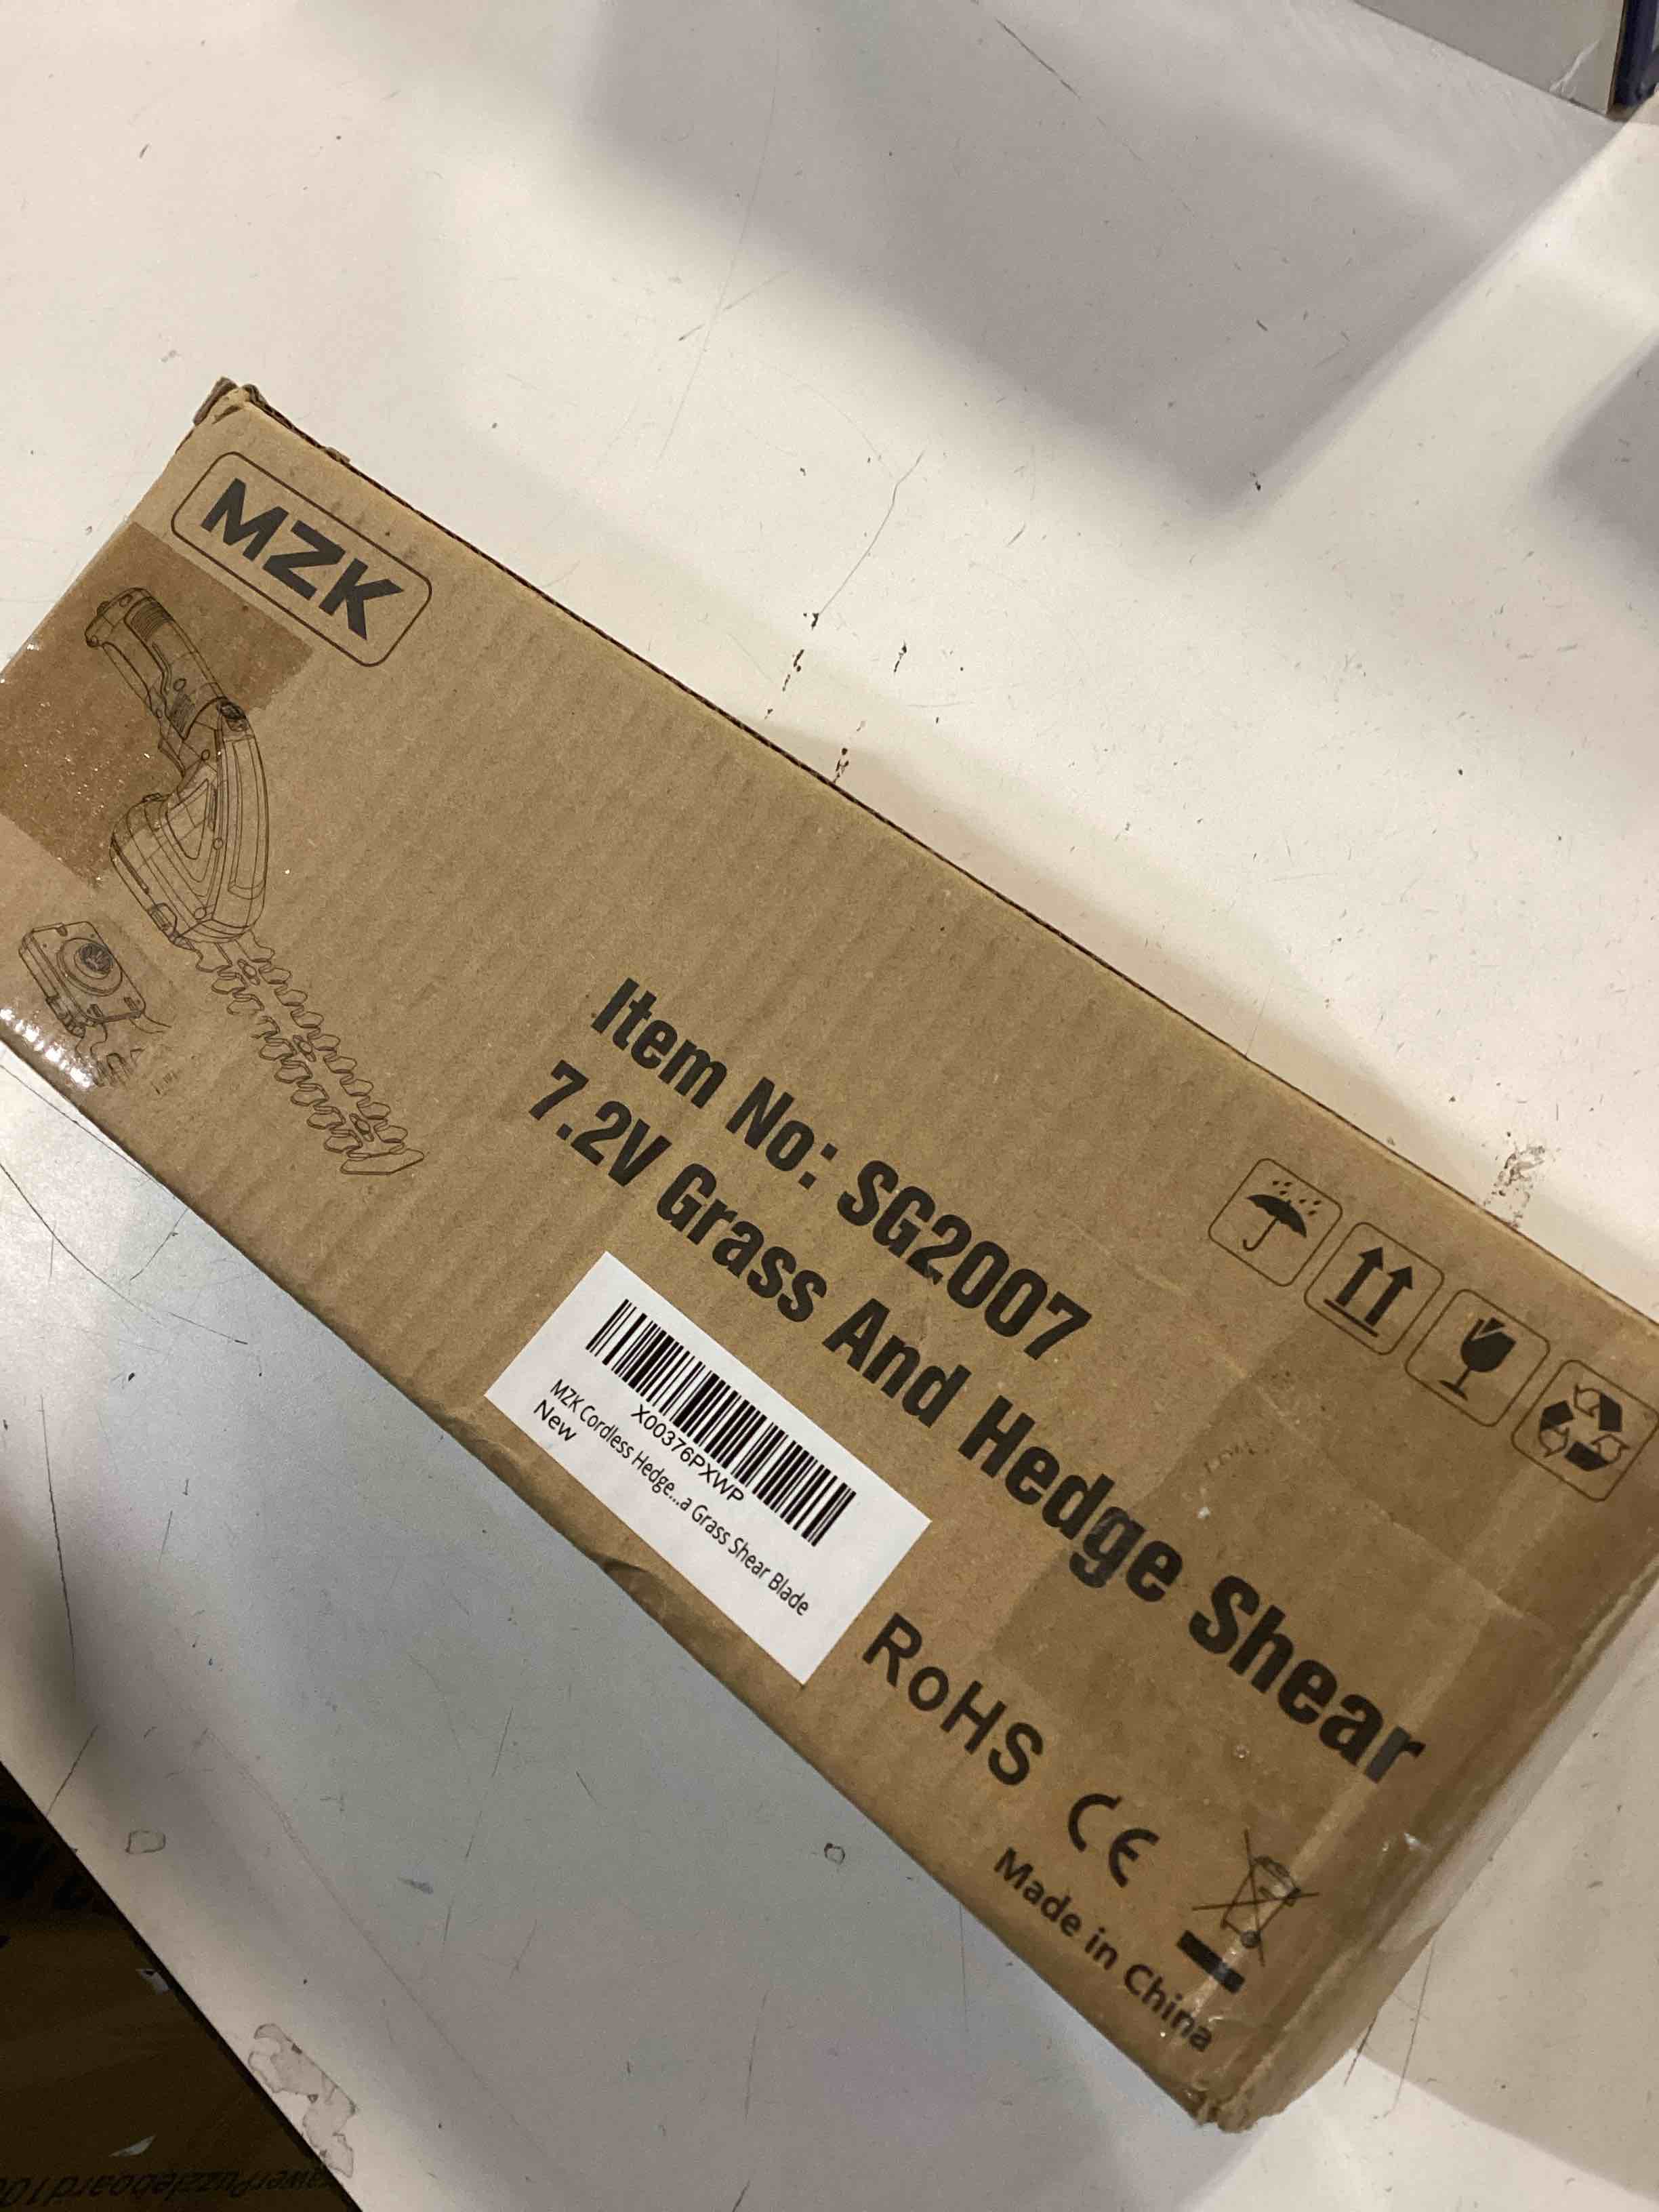 MZK
Item No: SG2007
7.2V Grass And Hedge Shear
X00376PXWP
MZK Cordless Hedge...a Grass Shear Blade
New
RoHS
CE
Made in China